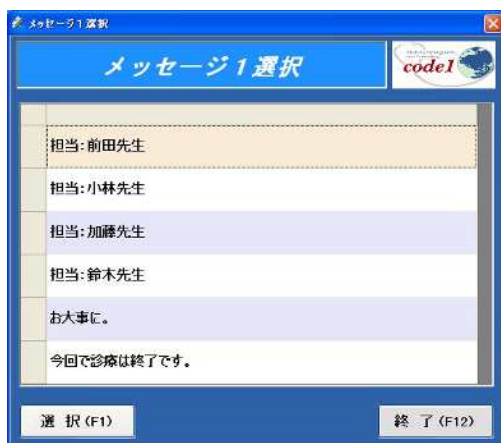 メッセージ1選択
メッセージ1選択
code1
担当:前田先生
担当:小林先生
担当:加藤先生
担当:鈴木先生
お大事に。
今回で診療は終了です。
選 択(F1)
終 了(F12)